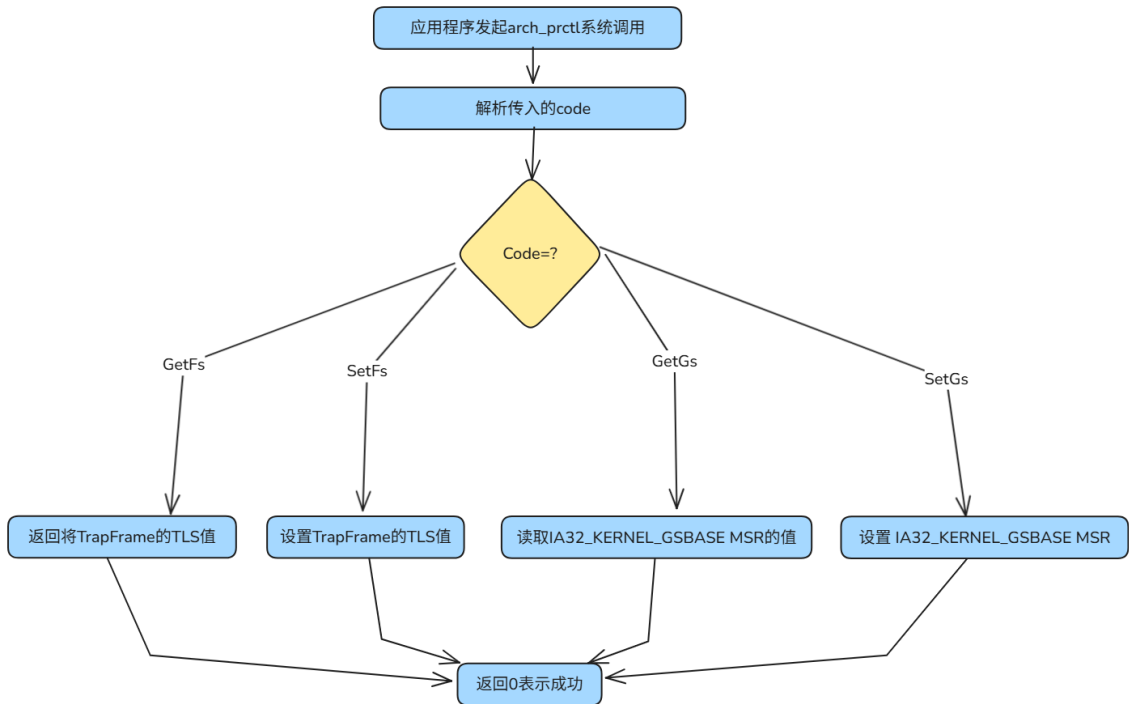 应用程序发起arch_prctl系统调用
解析传入的code
Code=?
GetFs
SetFs
GetGs
SetGs
返回将TrapFrame的TLS值
设置TrapFrame的TLS值
读取IA32_KERNEL_GSBASE MSR的值
设置 IA32_KERNEL_GSBASE MSR
返回0表示成功